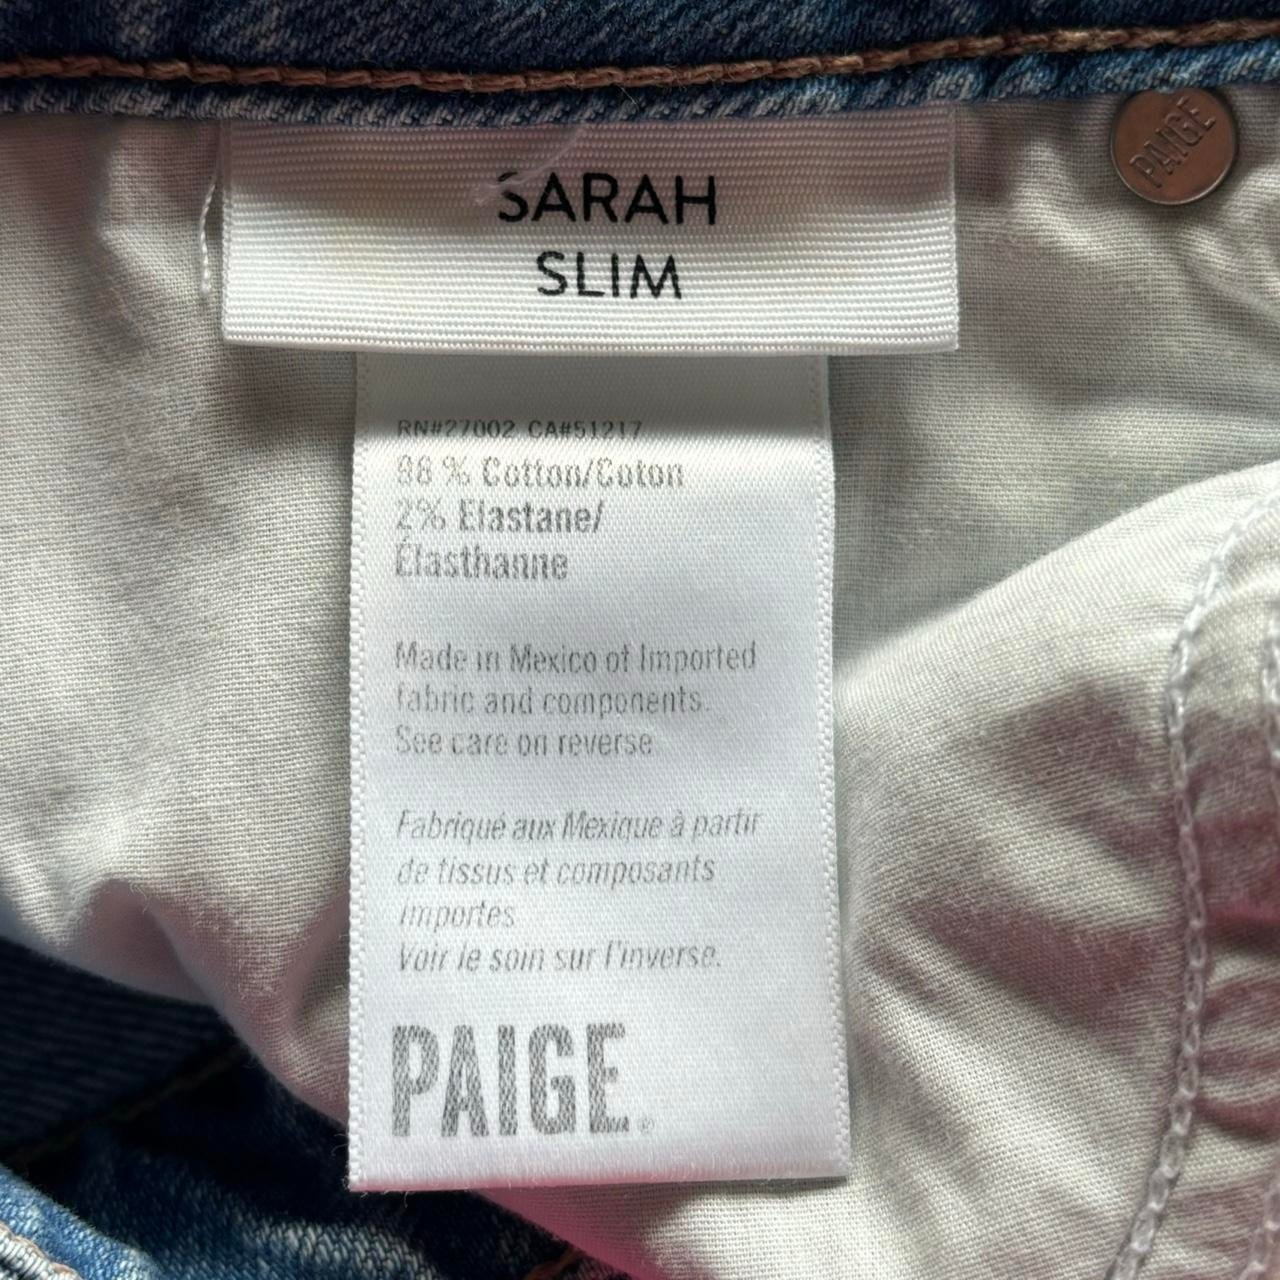 PAIGE
SARAH
SLIM
RN#27002 CA#51217
98 % Cotton/Coton
2% Elastane/
Élasthanne
Made in Mexico of Imported
fabric and components.
See care on reverse
Fabriqué aux Mexique à partir
de tissus et composants
importes
Voir le soin sur l'inverse.
PAIGE®